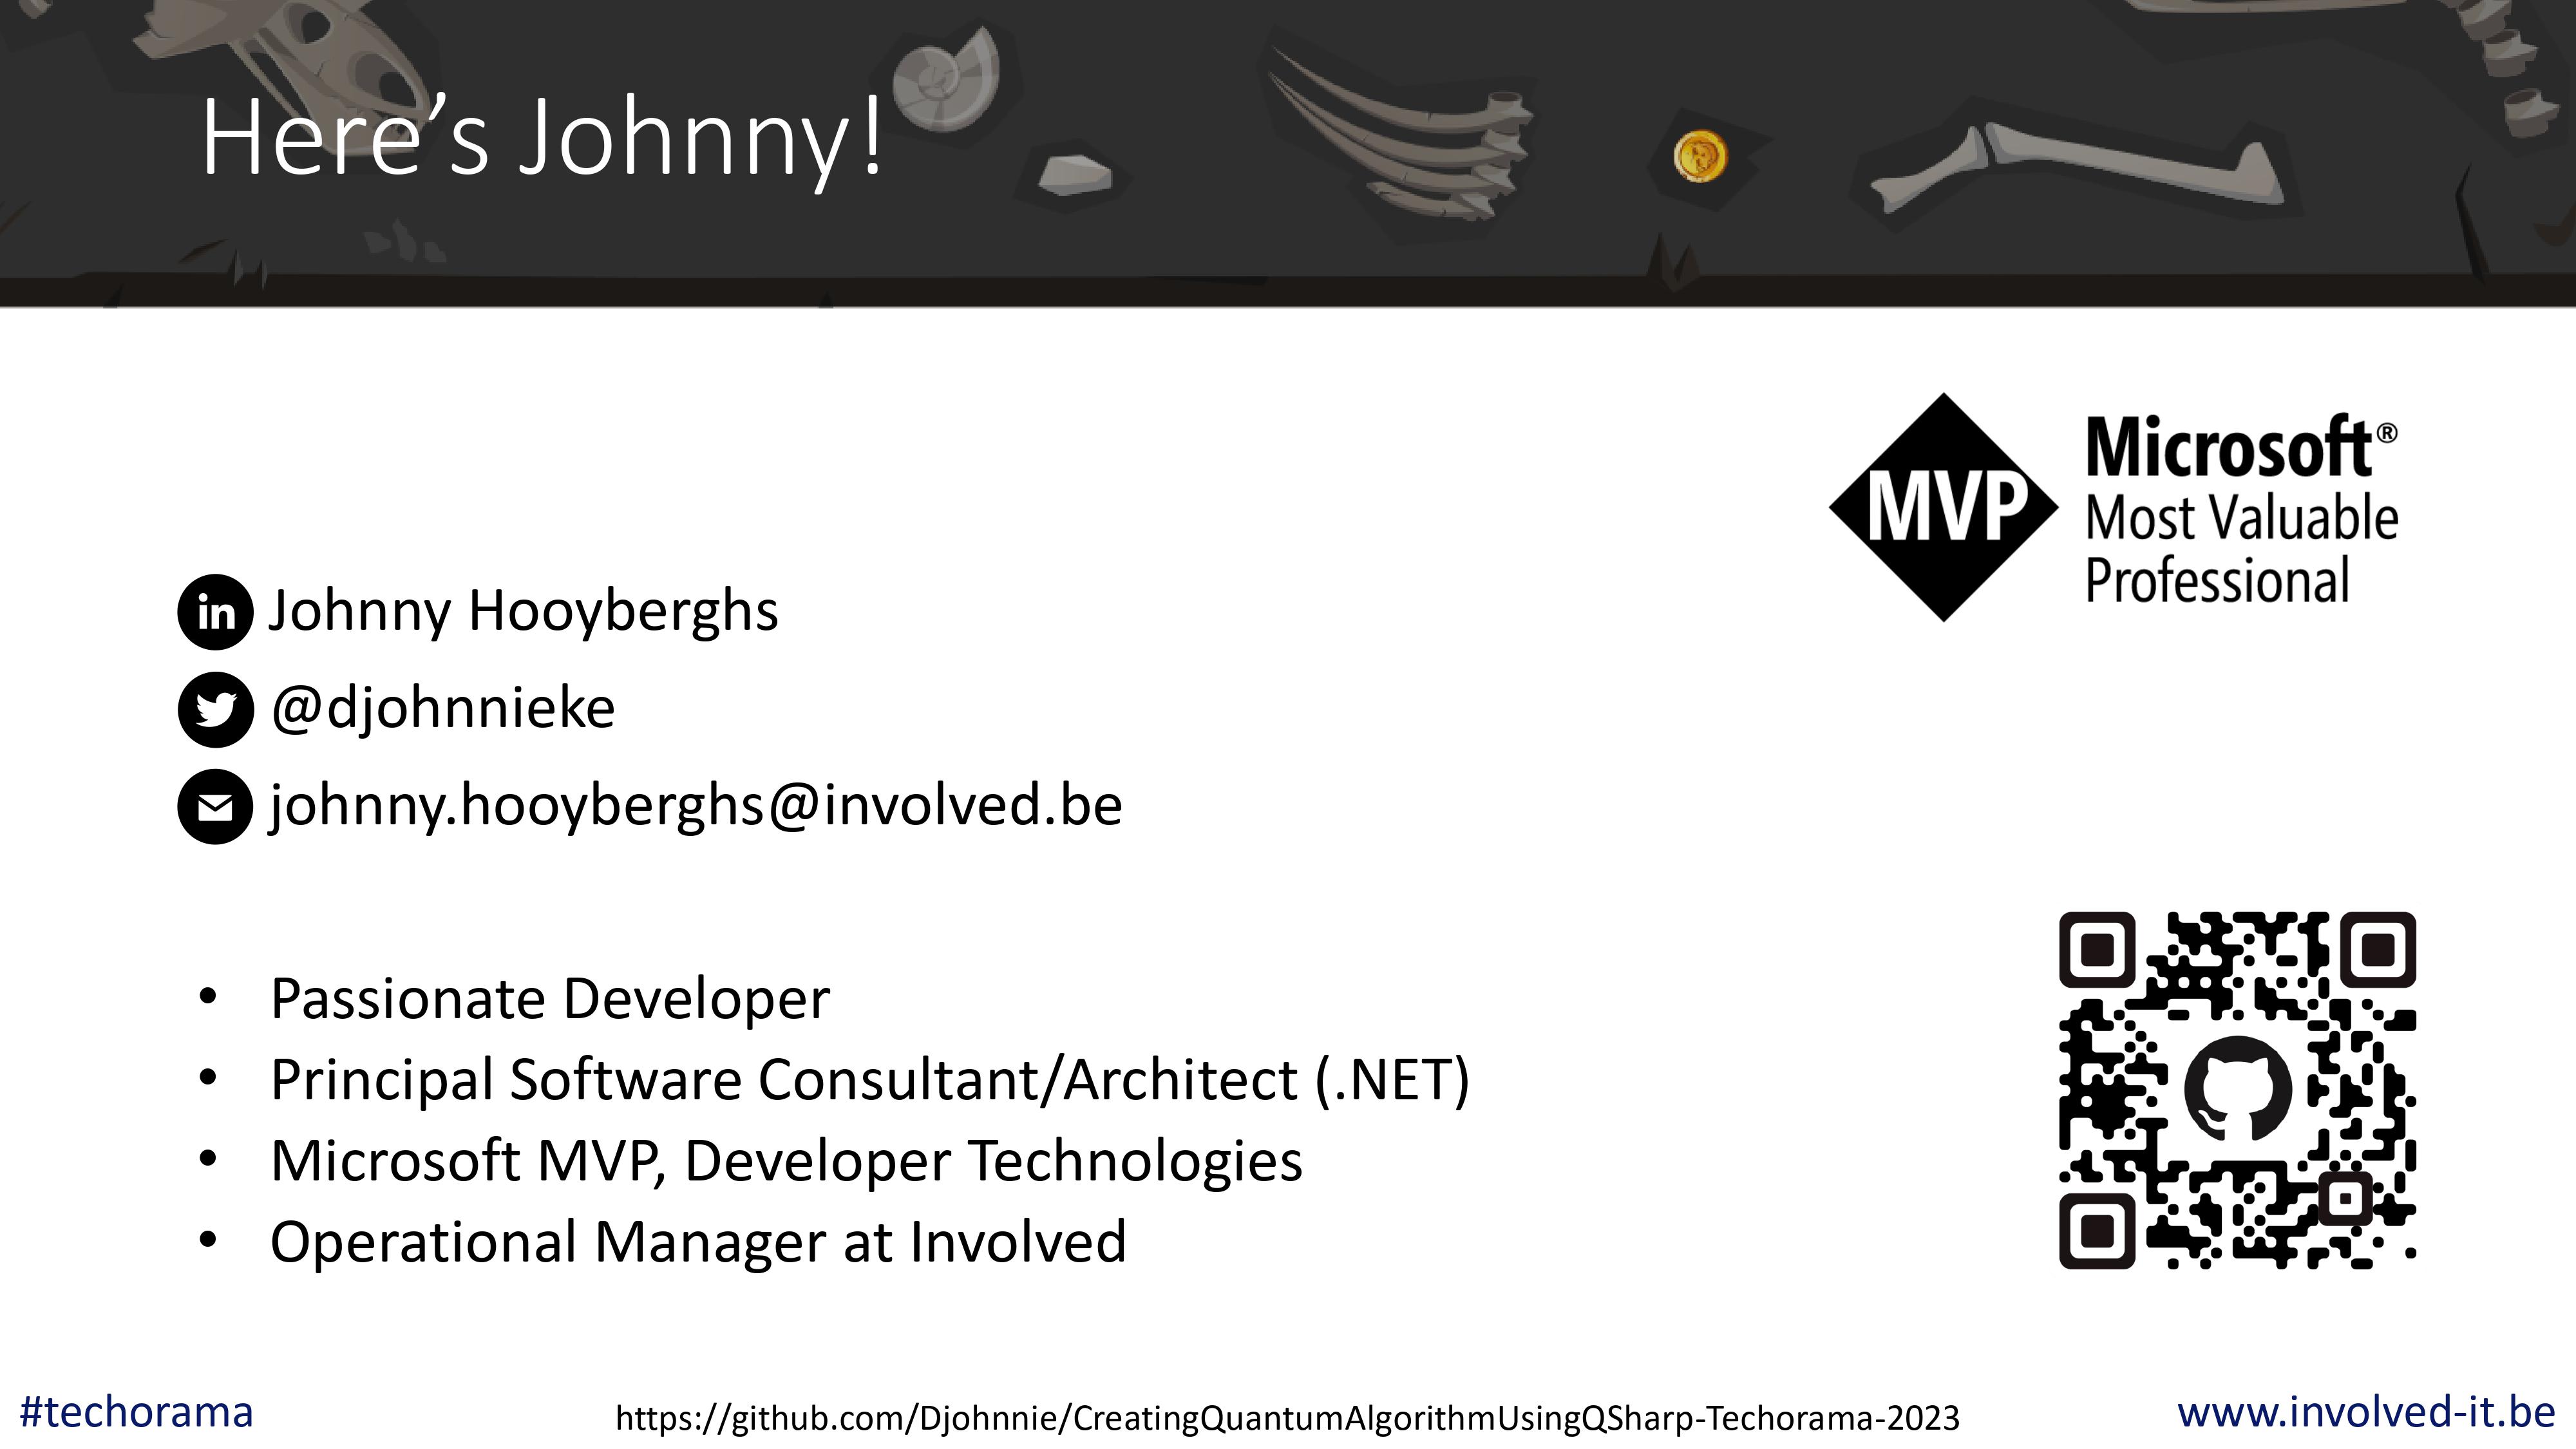 Here’s Johnny!
MVP
Microsoft®
Most Valuable
Professional
in Johnny Hooyberghs
@djohnnieke
johnny.hooyberghs@involved.be
• Passionate Developer
• Principal Software Consultant/Architect (.NET)
• Microsoft MVP, Developer Technologies
• Operational Manager at Involved
#techorama
https://github.com/Djohnnie/CreatingQuantumAlgorithmUsingQSharp-Techorama-2023
www.involved-it.be